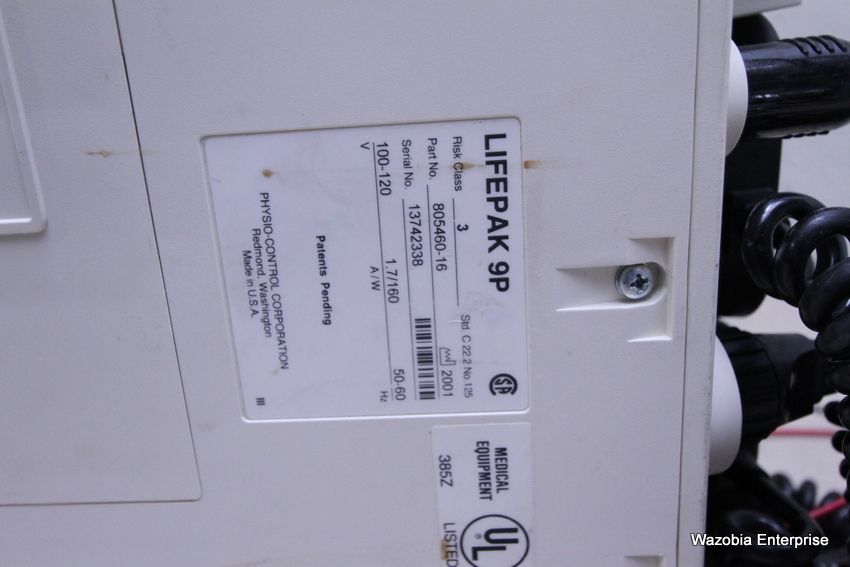 LIFEPAK 9P
Risk Class 3 Std. C 22.2 No.125
Part No. 805460-16 2001
Serial No. 13742338
100-120 1.7/160 50-60
V A/W Hz
Patents Pending
PHYSIO-CONTROL CORPORATION
Redmond, Washington
Made in U.S.A.
III
MEDICAL
EQUIPMENT
385Z
UL
LISTED
Wazobia Enterprise